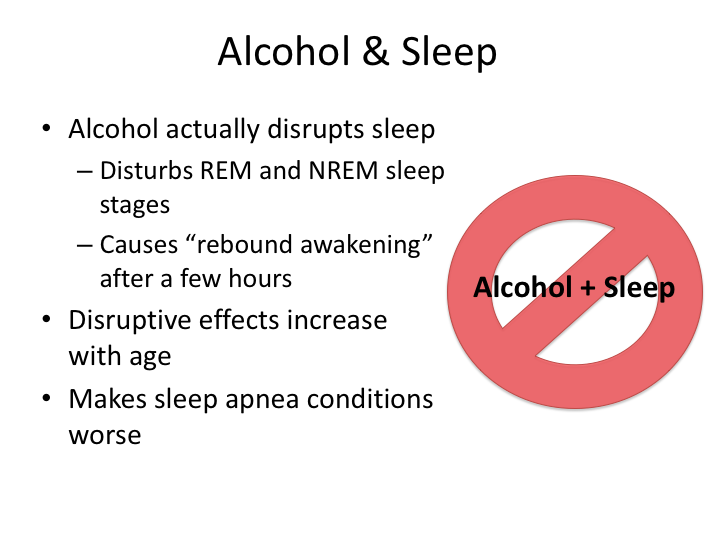 Alcohol & Sleep
• Alcohol actually disrupts sleep
– Disturbs REM and NREM sleep
stages
– Causes “rebound awakening”
after a few hours
• Disruptive effects increase
with age
• Makes sleep apnea conditions
worse
Alcohol + Sleep